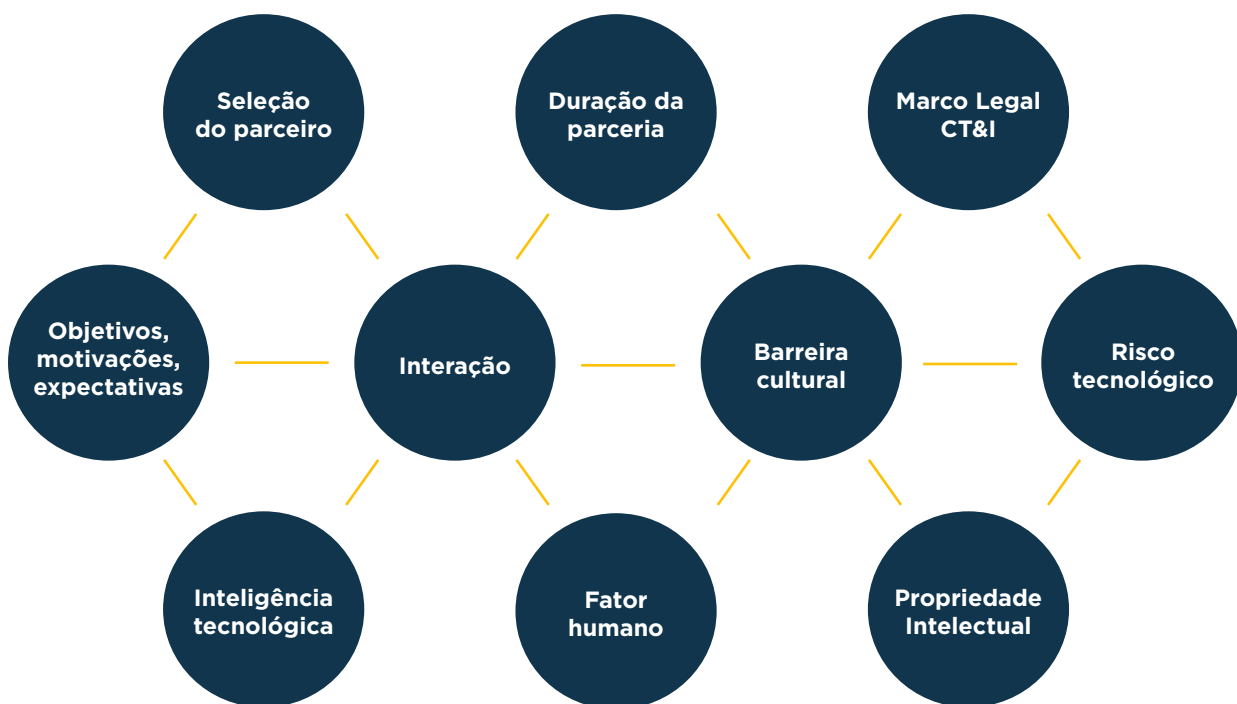 Seleção
do parceiro
Duração da
parceria
Marco Legal
CT&I
Objetivos,
motivações,
expectativas
Interação
Barreira
cultural
Risco
tecnológico
Inteligência
tecnológica
Fator
humano
Propriedade
Intelectual